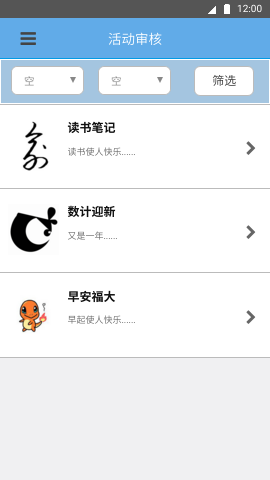 12:00
活动审核
空
空
筛选
读书笔记
读书使人快乐......
数计迎新
又是一年......
早安福大
早起使人快乐......